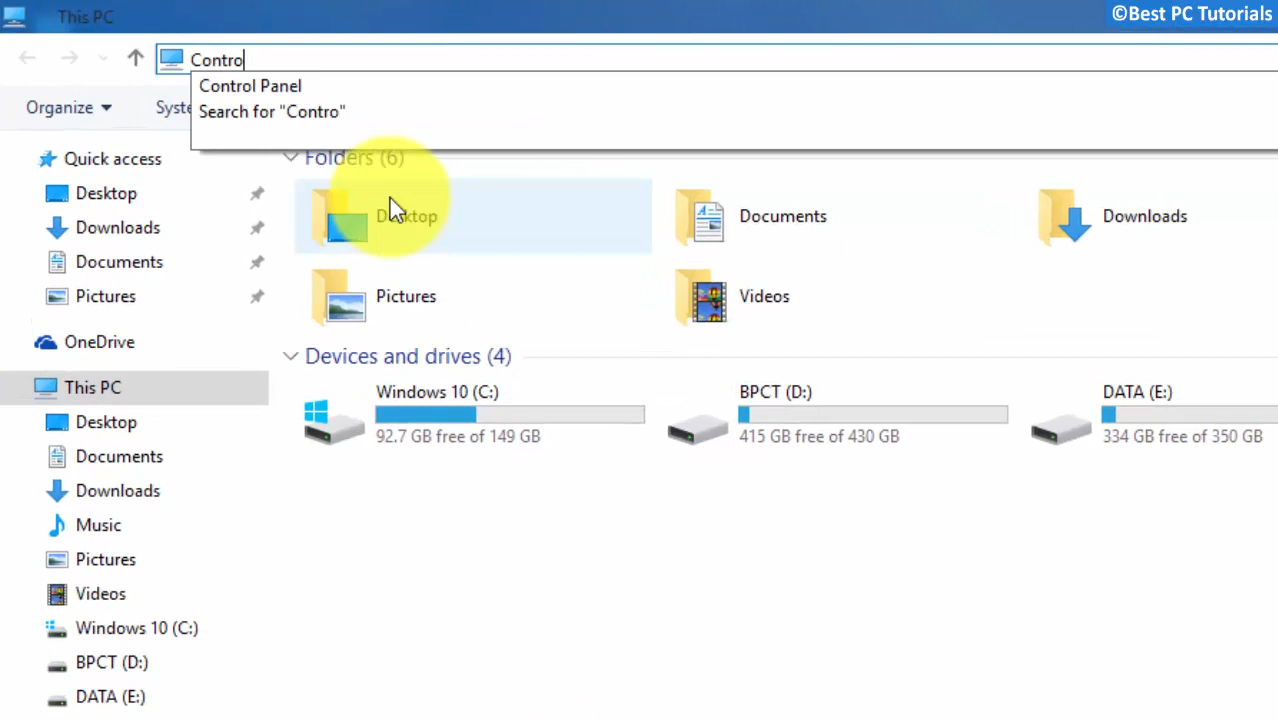 This PC
©Best PC Tutorials
Contro
Control Panel
Search for "Contro"
Organize
Syste
Quick access
Desktop
Downloads
Documents
Pictures
OneDrive
This PC
Desktop
Documents
Downloads
Music
Pictures
Videos
Windows 10 (C:)
BPCT (D:)
DATA (E:)
Folders (6)
Desktop
Documents
Downloads
Pictures
Videos
Devices and drives (4)
Windows 10 (C:)
92.7 GB free of 149 GB
BPCT (D:)
415 GB free of 430 GB
DATA (E:)
334 GB free of 350 GB